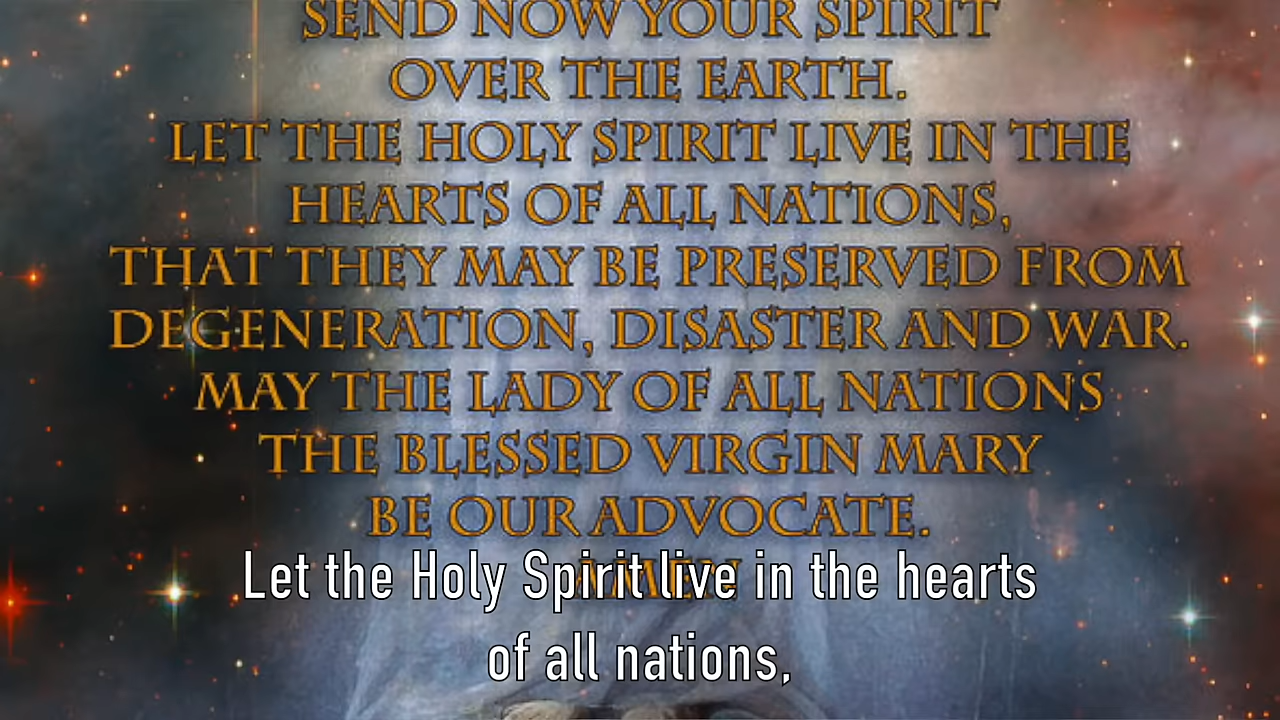 SEND NOW YOUR SPIRIT
OVER THE EARTH.
LET THE HOLY SPIRIT LIVE IN THE
HEARTS OF ALL NATIONS,
THAT THEY MAY BE PRESERVED FROM
DEGENERATION, DISASTER AND WAR.
MAY THE LADY OF ALL NATIONS
THE BLESSED VIRGIN MARY
BE OUR ADVOCATE.
AMEN
Let the Holy Spirit live in the hearts
of all nations,